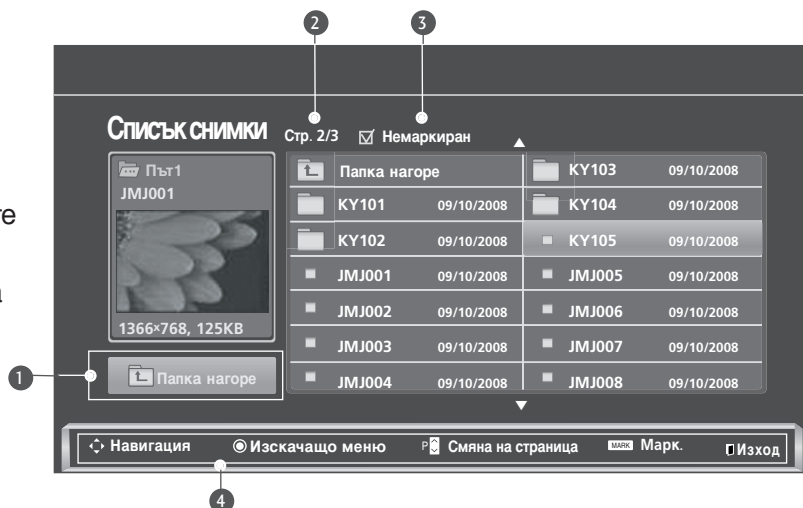 2 3
Списък снимки Стр. 2/3 Немаркиран
Път1
JMJ001
1366×768, 125KB
1 Папка нагоре
Папка нагоре
KY101 09/10/2008
KY102 09/10/2008
JMJ001 09/10/2008
JMJ002 09/10/2008
JMJ003 09/10/2008
JMJ004 09/10/2008
KY103 09/10/2008
KY104 09/10/2008
KY105 09/10/2008
JMJ005 09/10/2008
JMJ006 09/10/2008
JMJ007 09/10/2008
JMJ008 09/10/2008
Навигация Изскачащо меню P Смяна на страница MARK Марк. Изход
4